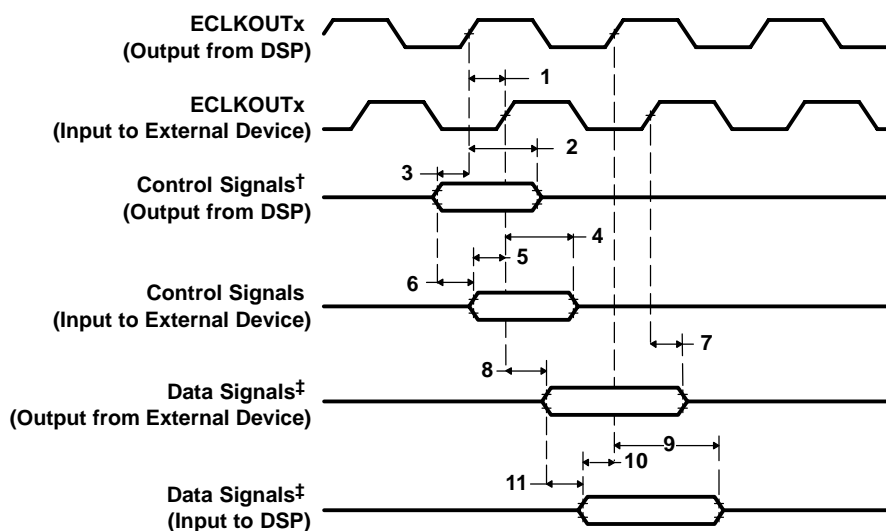 ECLKOUTx
(Output from DSP)
1
ECLKOUTx
(Input to External Device)
2
3
Control Signals†
(Output from DSP)
4
5
6
Control Signals
(Input to External Device)
7
8
Data Signals‡
(Output from External Device)
9
10
11
Data Signals‡
(Input to DSP)